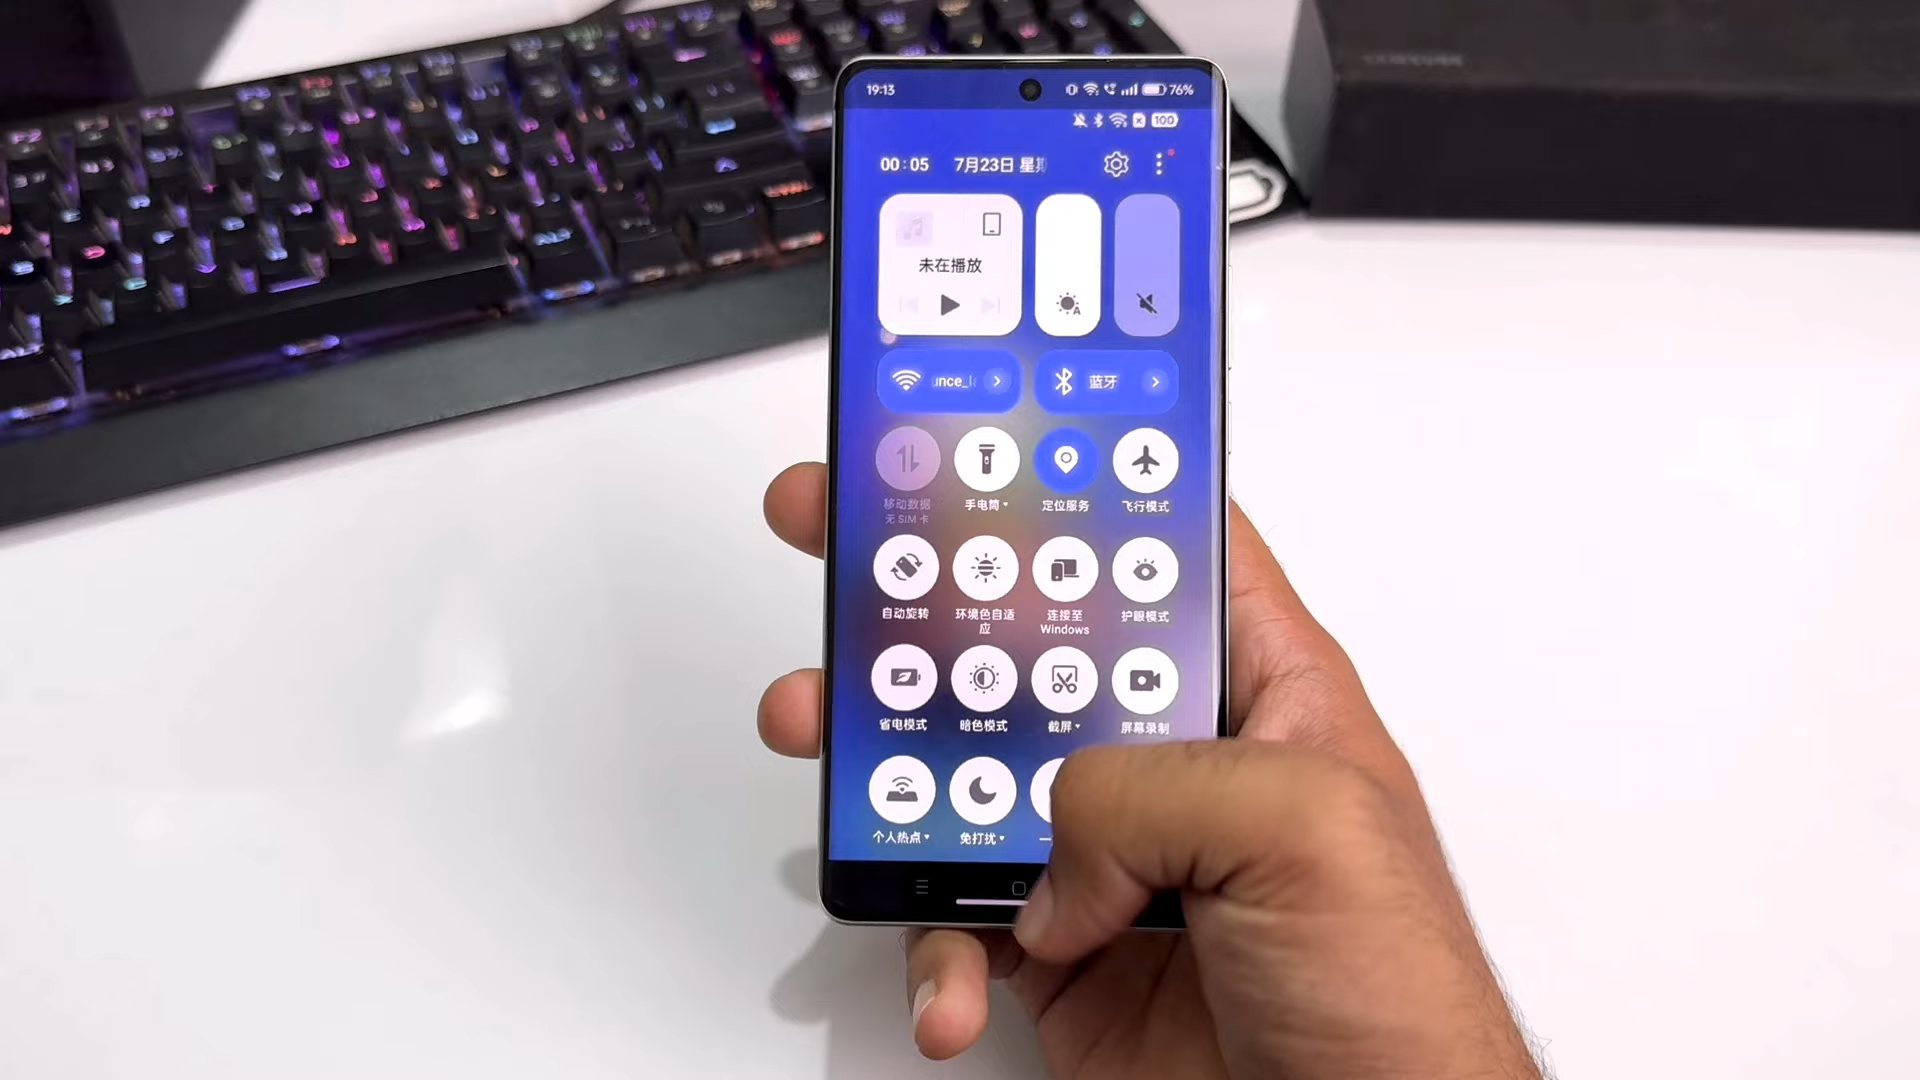 19:13
76%
100
00:05 7月23日 星期
未在播放
蓝牙
移动数据
无 SIM 卡
手电筒
定位服务
飞行模式
自动旋转
环境色自适
应
连接至
Windows
护眼模式
省电模式
暗色模式
截屏
屏幕录制
个人热点
免打扰